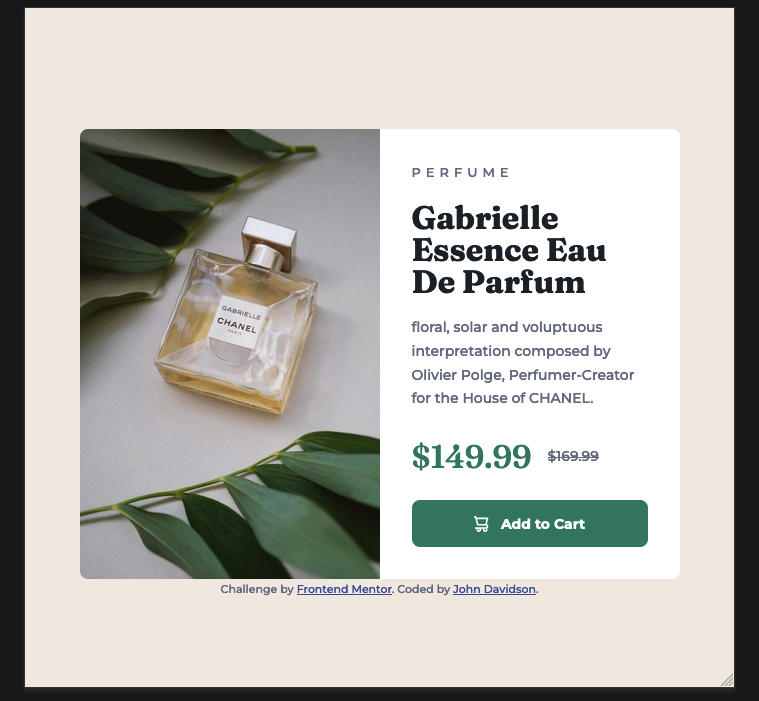 GABRIELLE
CHANEL
PARIS
PERFUME
Gabrielle
Essence Eau
De Parfum
floral, solar and voluptuous
interpretation composed by
Olivier Polge, Perfumer-Creator
for the House of CHANEL.
$149.99 $169.99
Add to Cart
Challenge by Frontend Mentor. Coded by John Davidson.